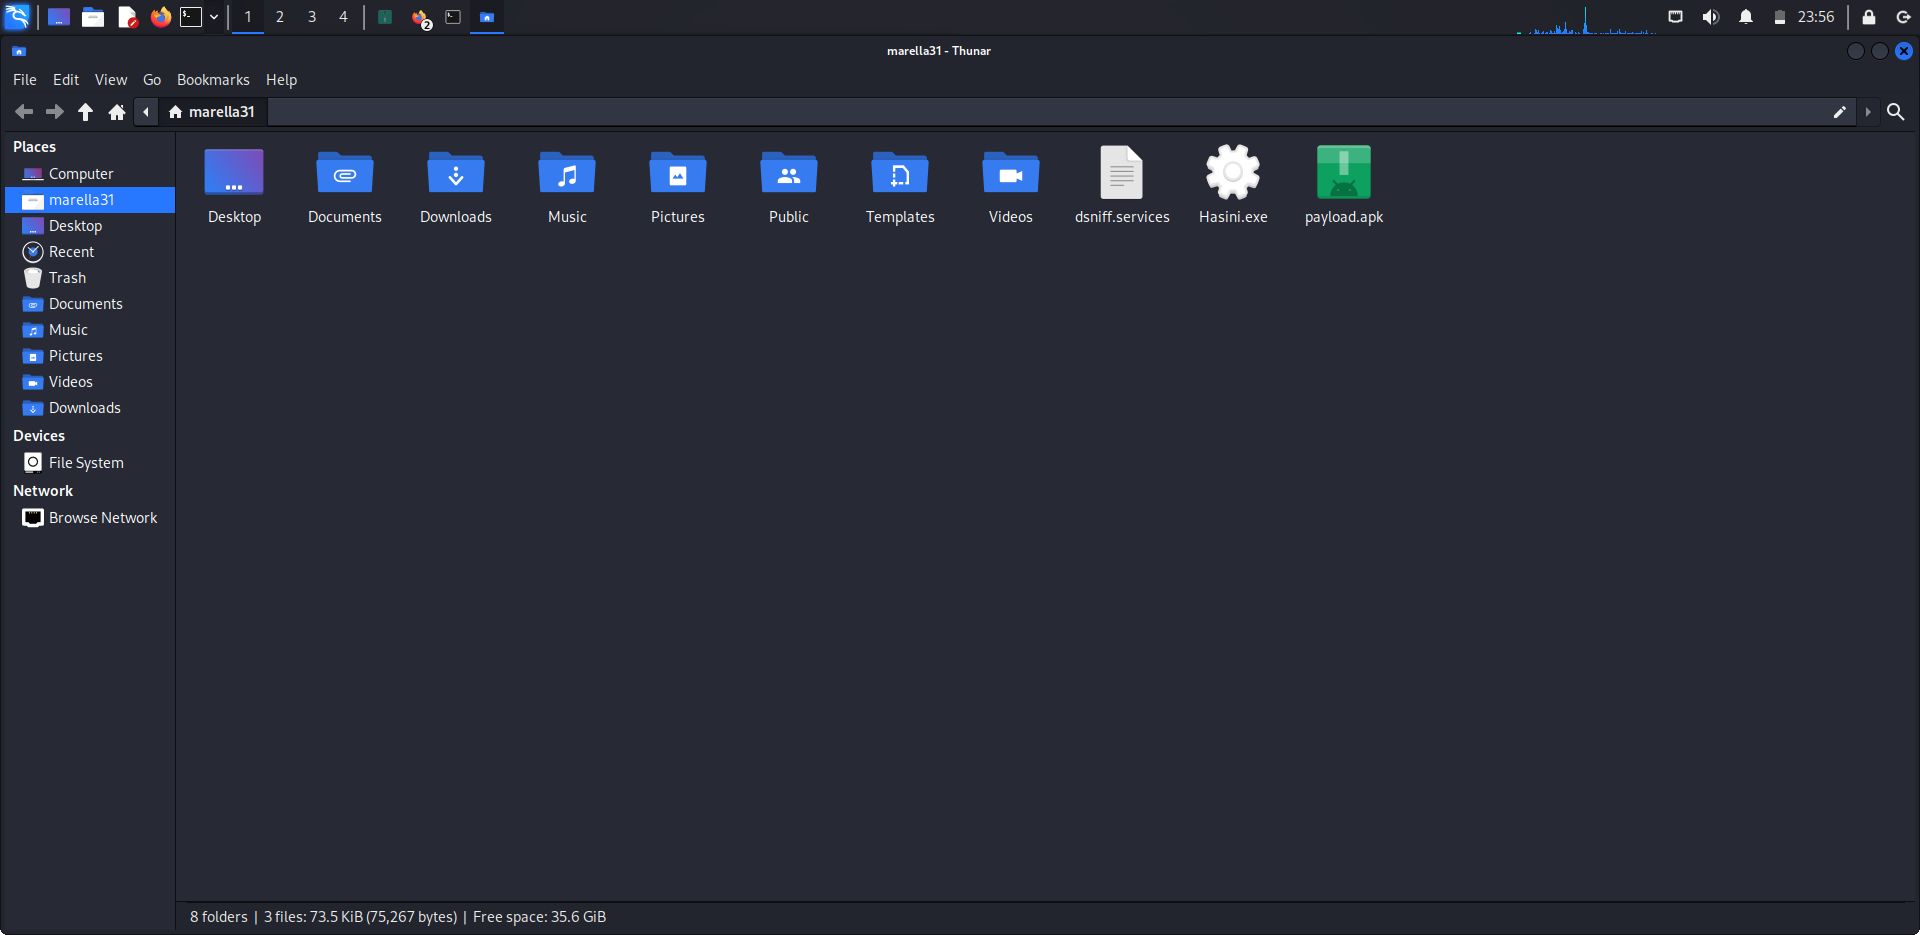 1 2 3 4 2 23:56
marella31 - Thunar
File Edit View Go Bookmarks Help
marella31
Places
Computer
marella31
Desktop
Recent
Trash
Documents
Music
Pictures
Videos
Downloads
Devices
File System
Network
Browse Network
Desktop Documents Downloads Music Pictures Public Templates Videos dsniff.services Hasini.exe payload.apk
8 folders | 3 files: 73.5 KiB (75,267 bytes) | Free space: 35.6 GiB